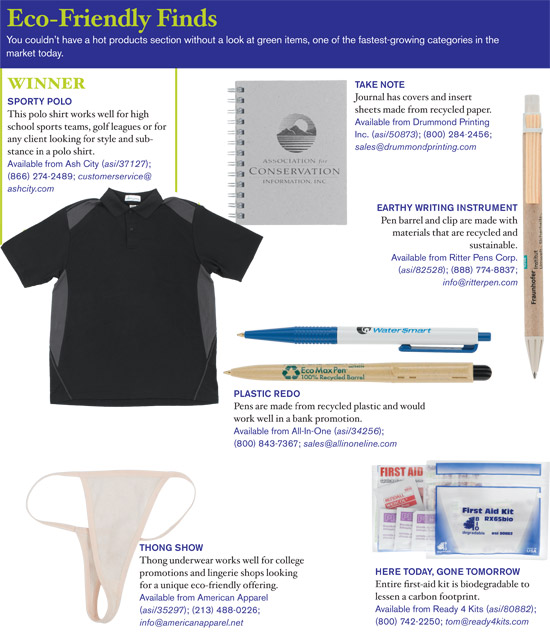 Eco-Friendly Finds
You couldn't have a hot products section without a look at green items, one of the fastest-growing categories in the
market today.
WINNER
SPORTY POLO
This polo shirt works well for high
school sports teams, golf leagues or for
any client looking for style and sub-
stance in a polo shirt.
Available from Ash City (asi/37127);
(866) 274-2489; customerservice@
ashcity.com
ASSOCIATION for
CONSERVATION
INFORMATION, INC.
TAKE NOTE
Journal has covers and insert
sheets made from recycled paper.
Available from Drummond Printing
Inc. (asi/50873); (800) 284-2456;
sales@drummondprinting.com
EARTHY WRITING INSTRUMENT
Pen barrel and clip are made with
materials that are recycled and
sustainable.
Available from Ritter Pens Corp.
(asi/82528); (888) 774-8837;
info@ritterpen.com
Fraunhofer
Institut
WaterSmart
EcoMaxPen
100% Recycled Barrel
PLASTIC REDO
Pens are made from recycled plastic and would
work well in a bank promotion.
Available from All-In-One (asi/34256);
(800) 843-7367; sales@allinoneline.com
THONG SHOW
Thong underwear works well for college
promotions and lingerie shops looking
for a unique eco-friendly offering.
Available from American Apparel
(asi/35297); (213) 488-0226;
info@americanapparel.net
FIRST AID
First Aid Kit
RX65bio
degradable
HERE TODAY, GONE TOMORROW
Entire first-aid kit is biodegradable to
lessen a carbon footprint.
Available from Ready 4 Kits (asi/80882);
(800) 742-2250; tom@ready4kits.com